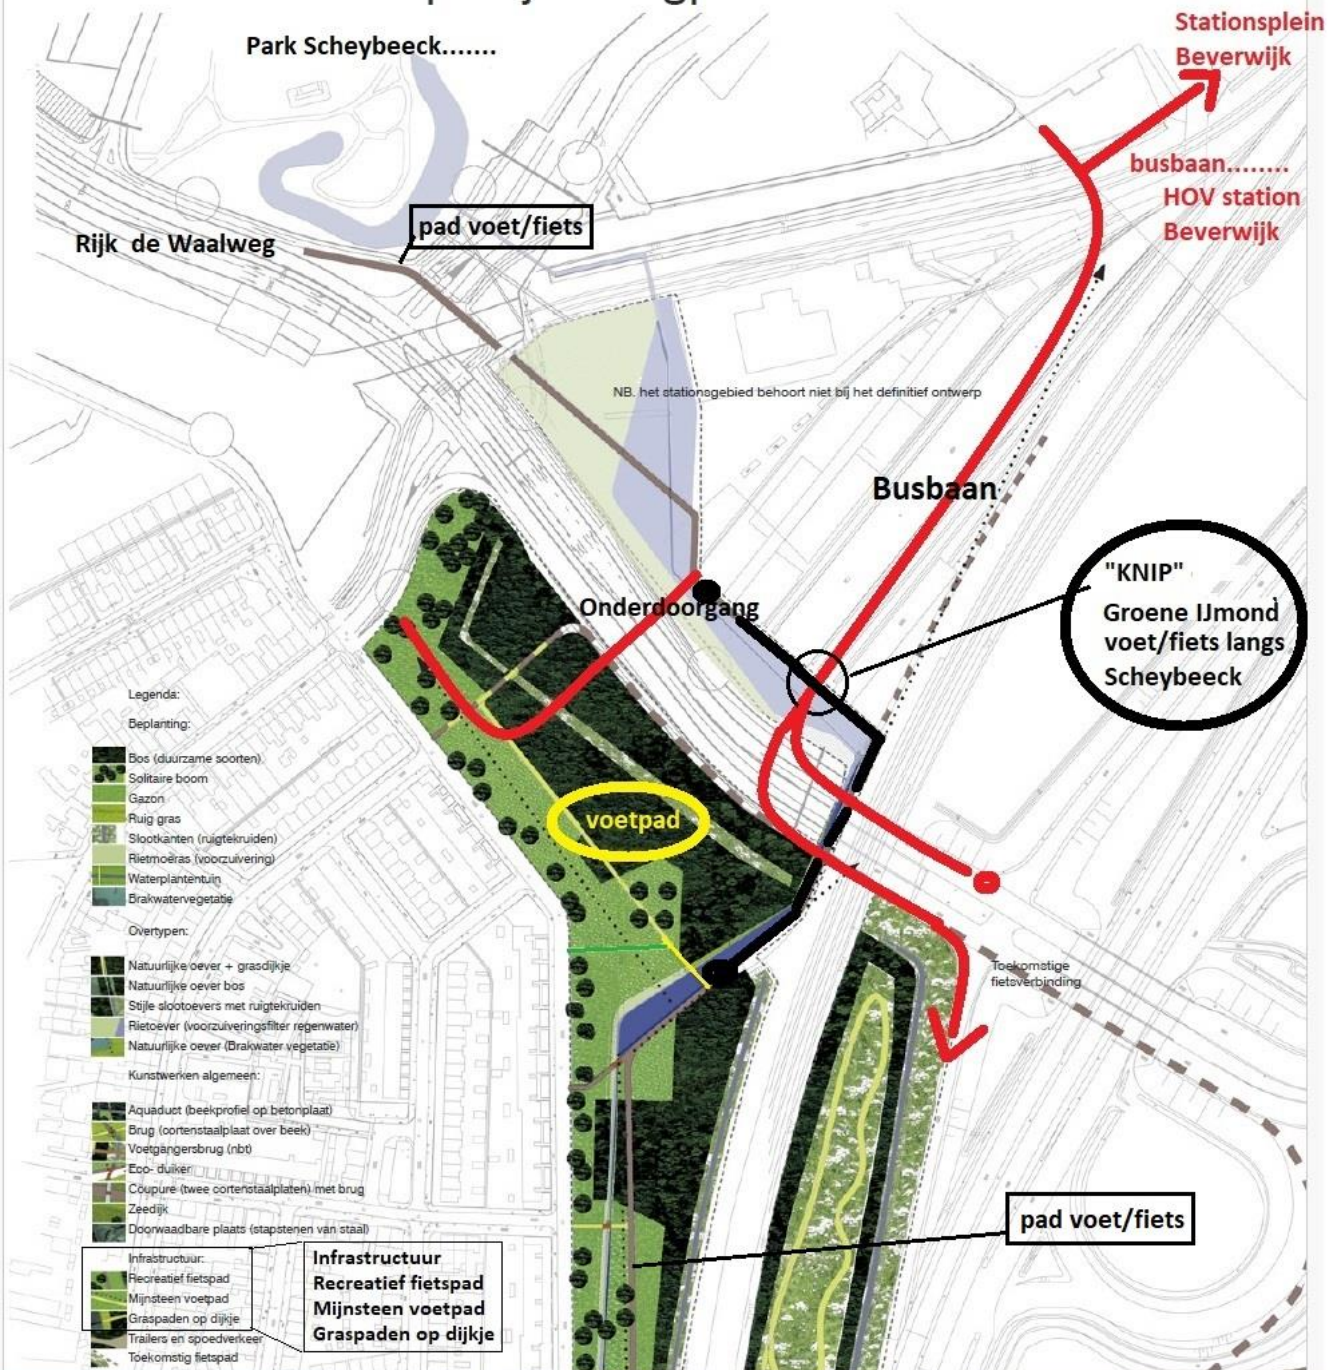 Stationsplein
Beverwijk
Park Scheybeeck.......
busbaan........
HOV station
Beverwijk
pad voet/fiets
Rijk de Waalweg
NB. het stationsgebied behoort niet bij het definitief ontwerp
Busbaan
"KNIP"
Groene IJmond
voet/fiets langs
Scheybeeck
Onderdoorgang
voetpad
Toekomstige
fietsverbinding
pad voet/fiets
Legenda:
Beplanting:
Bos (duurzame soorten)
Solitaire boom
Gazon
Ruig gras
Slootkanten (ruigtekruiden)
Rietmoeras (voorzuivering)
Waterplantentuin
Brakwatervegetatie
Overtypen:
Natuurlijke oever + grasdijkje
Natuurlijke oever bos
Stijle slootoevers met ruigtekruiden
Rietoever (voorzuiveringsfilter regenwater)
Natuurlijke oever (Brakwater vegetatie)
Kunstwerken algemeen:
Aquaduct (beekprofiel op betonplaat)
Brug (cortenstaalplaat over beek)
Voetgangersbrug (nbt)
Eco- duiker
Coupure (twee cortenstaalplaten) met brug
Zeedijk
Doorwaadbare plaats (stapstenen van staal)
Infrastructuur:
Recreatief fietspad
Mijnsteen voetpad
Graspaden op dijkje
Trailers en spoedverkeer
Toekomstig fietspad
Infrastructuur
Recreatief fietspad
Mijnsteen voetpad
Graspaden op dijkje